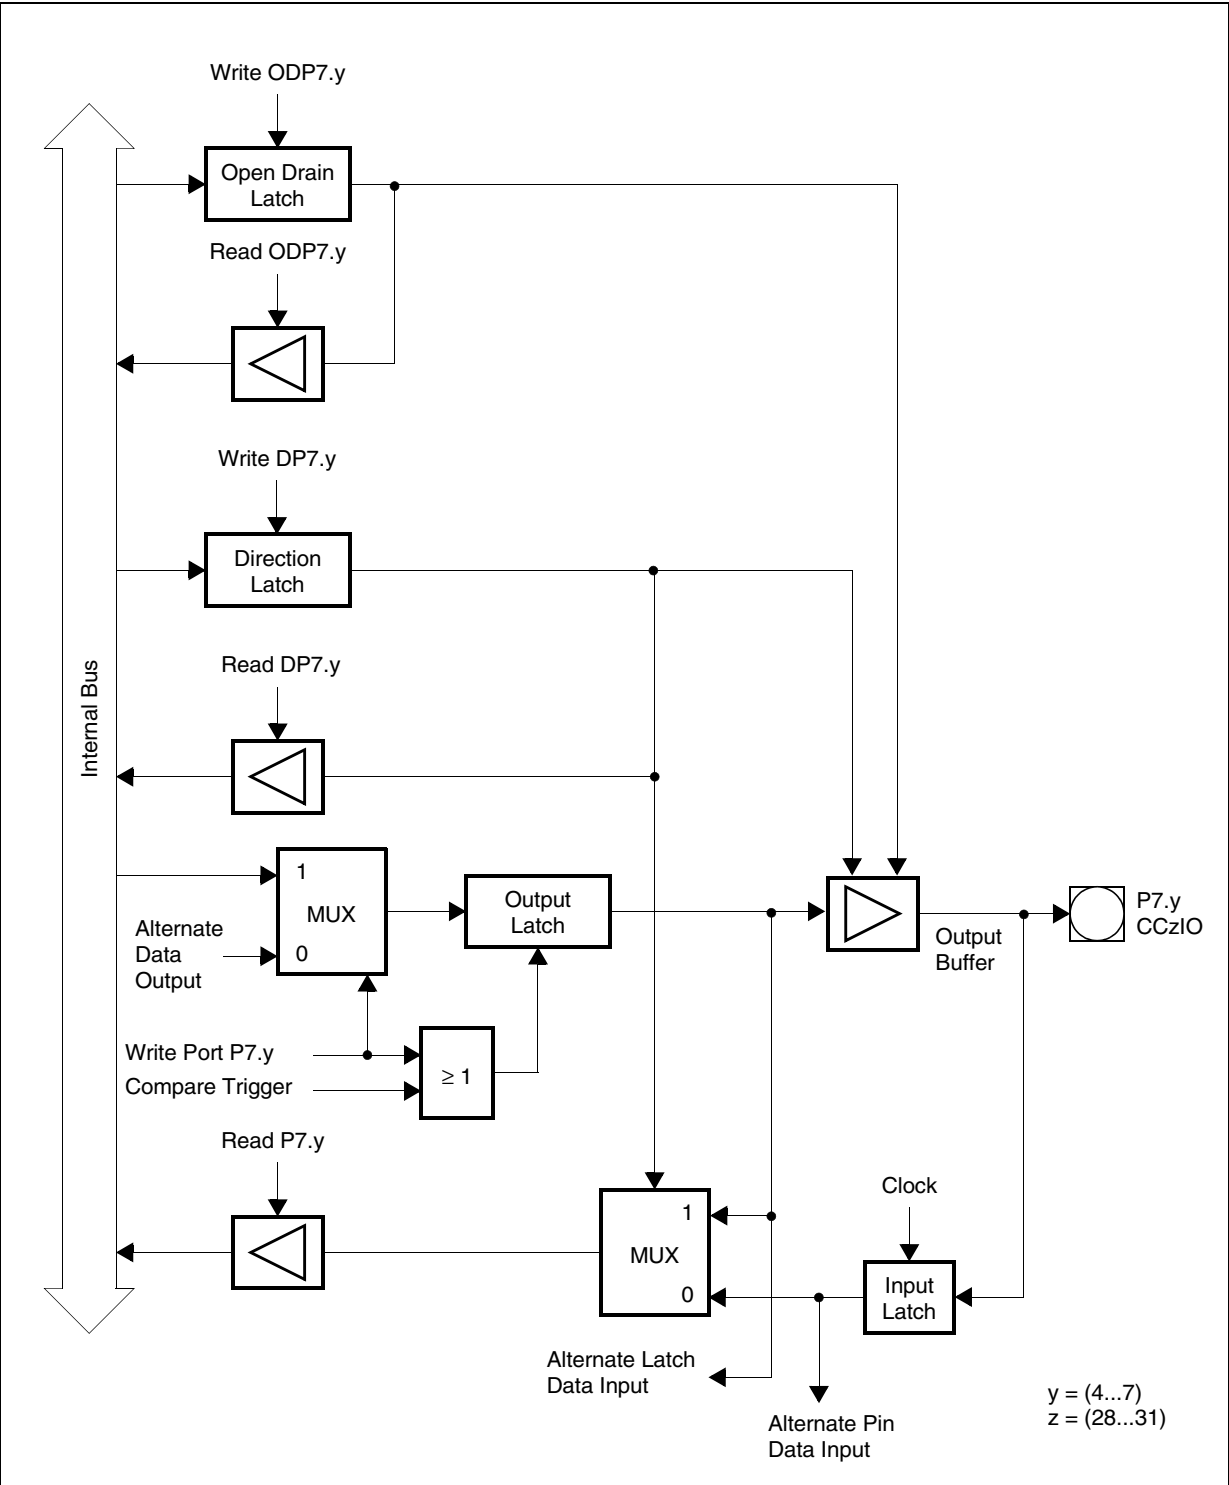 Write ODP7.y
Open Drain
Latch
Read ODP7.y
Write DP7.y
Direction
Latch
Read DP7.y
Internal Bus
1
MUX
0
Alternate
Data
Output
Output
Latch
Output
Buffer
P7.y
CCzIO
Write Port P7.y
Compare Trigger
≥ 1
Read P7.y
1
MUX
0
Clock
Input
Latch
Alternate Latch
Data Input
Alternate Pin
Data Input
y = (4...7)
z = (28...31)